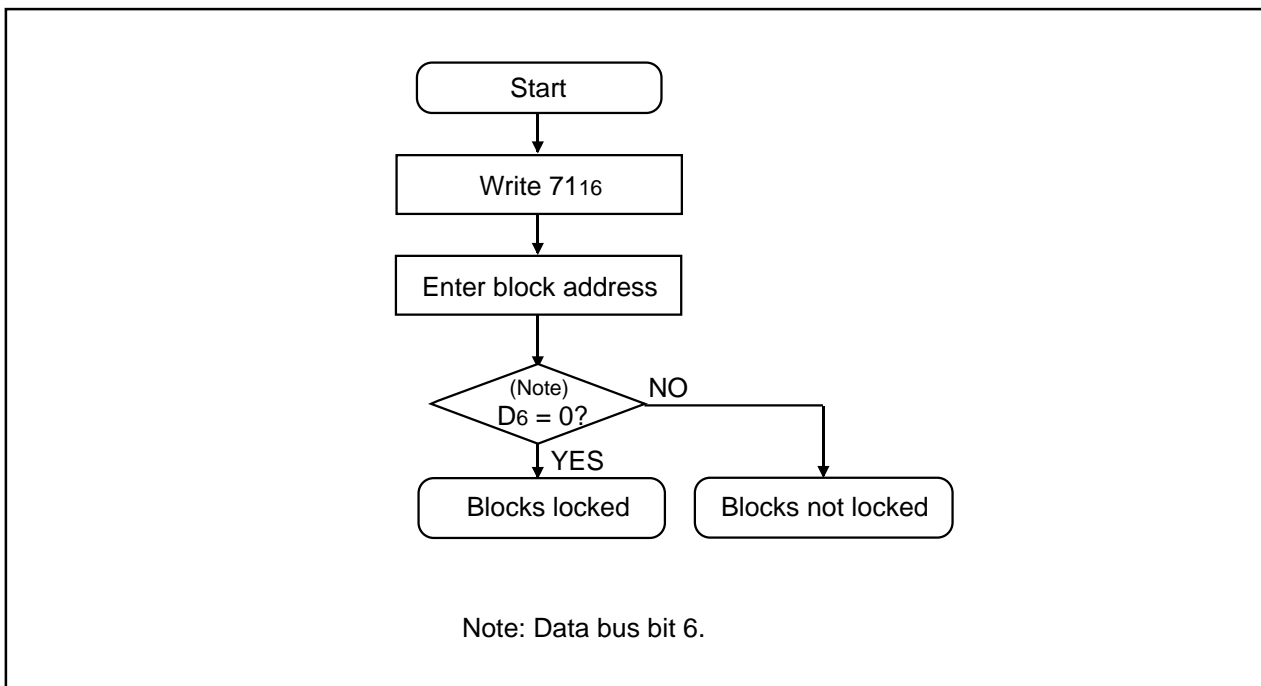 Start
Write 7116
Enter block address
(Note)
D6 = 0?
NO
YES
Blocks locked
Blocks not locked
Note: Data bus bit 6.